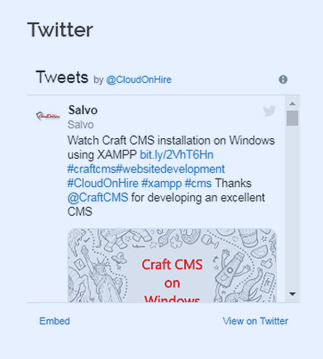 Twitter
Tweets by @CloudOnHire
Salvo
Salvo
Watch Craft CMS installation on Windows
using XAMPP bit.ly/2VhT6Hn
#craftcms#websitedevelopment
#CloudOnHire #xampp #cms Thanks
@CraftCMS for developing an excellent
CMS
Craft CMS
on
Windows
Embed
View on Twitter